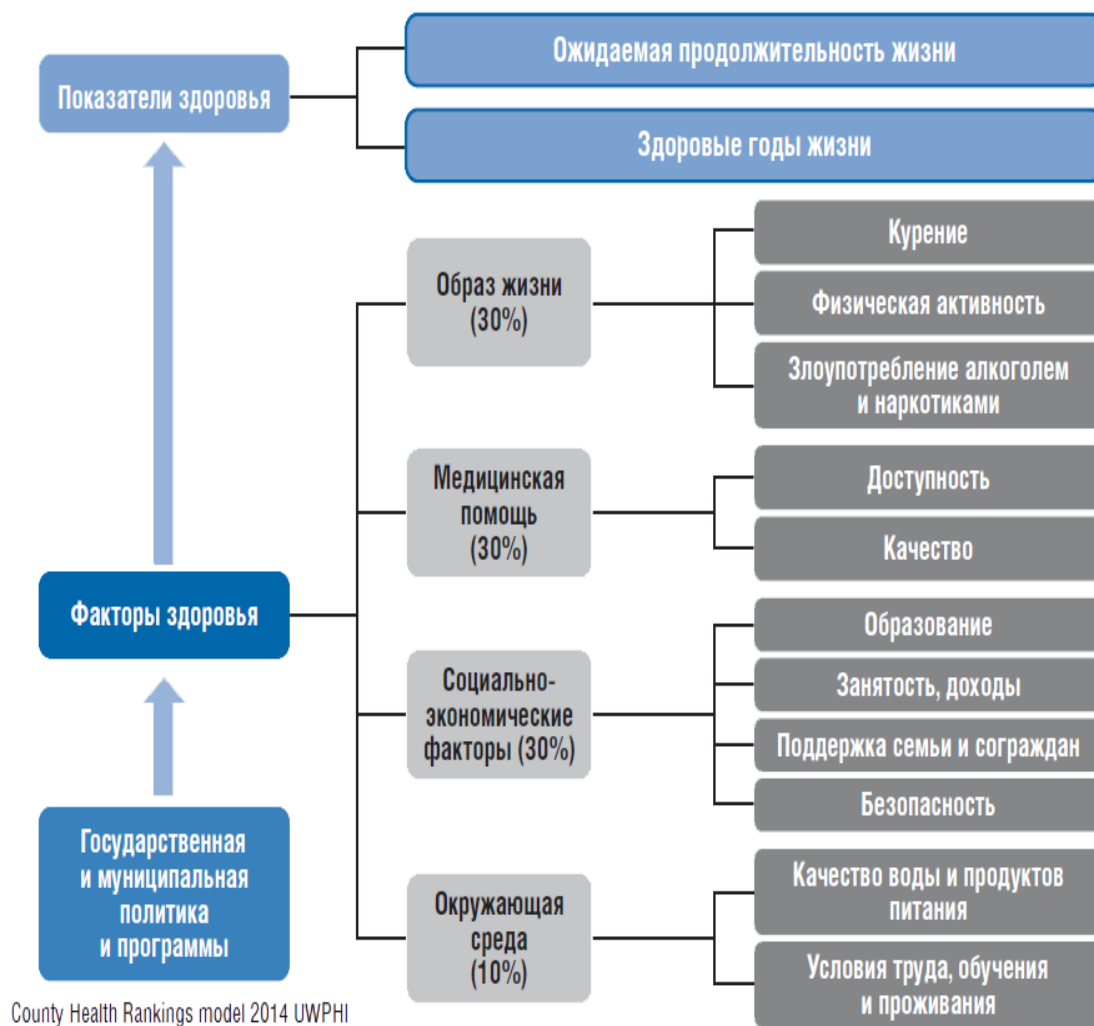 Показатели здоровья
Ожидаемая продолжительность жизни
Здоровые годы жизни
Факторы здоровья
Государственная
и муниципальная
политика
и программы
Образ жизни
(30%)
Курение
Физическая активность
Злоупотребление алкоголем
и наркотиками
Медицинская
помощь
(30%)
Доступность
Качество
Социально-
экономические
факторы (30%)
Образование
Занятость, доходы
Поддержка семьи и сограждан
Безопасность
Окружающая
среда
(10%)
Качество воды и продуктов
питания
Условия труда, обучения
и проживания
County Health Rankings model 2014 UWPHI